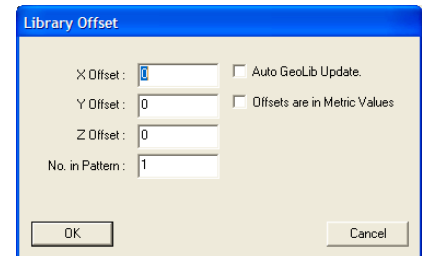 Library Offset
X Offset : 0
Auto GeoLib Update.
Y Offset : 0
Offsets are in Metric Values
Z Offset : 0
No. in Pattern : 1
OK
Cancel